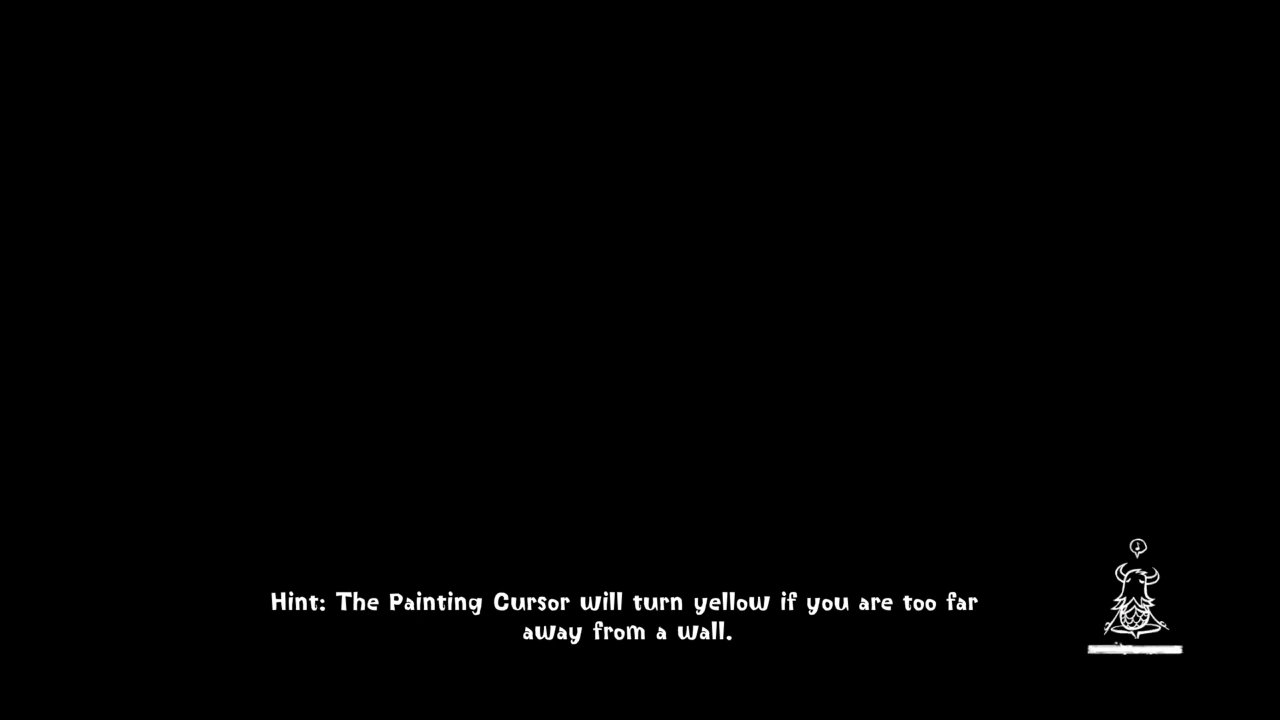 Hint: The Painting Cursor will turn yellow if you are too far
away from a wall.